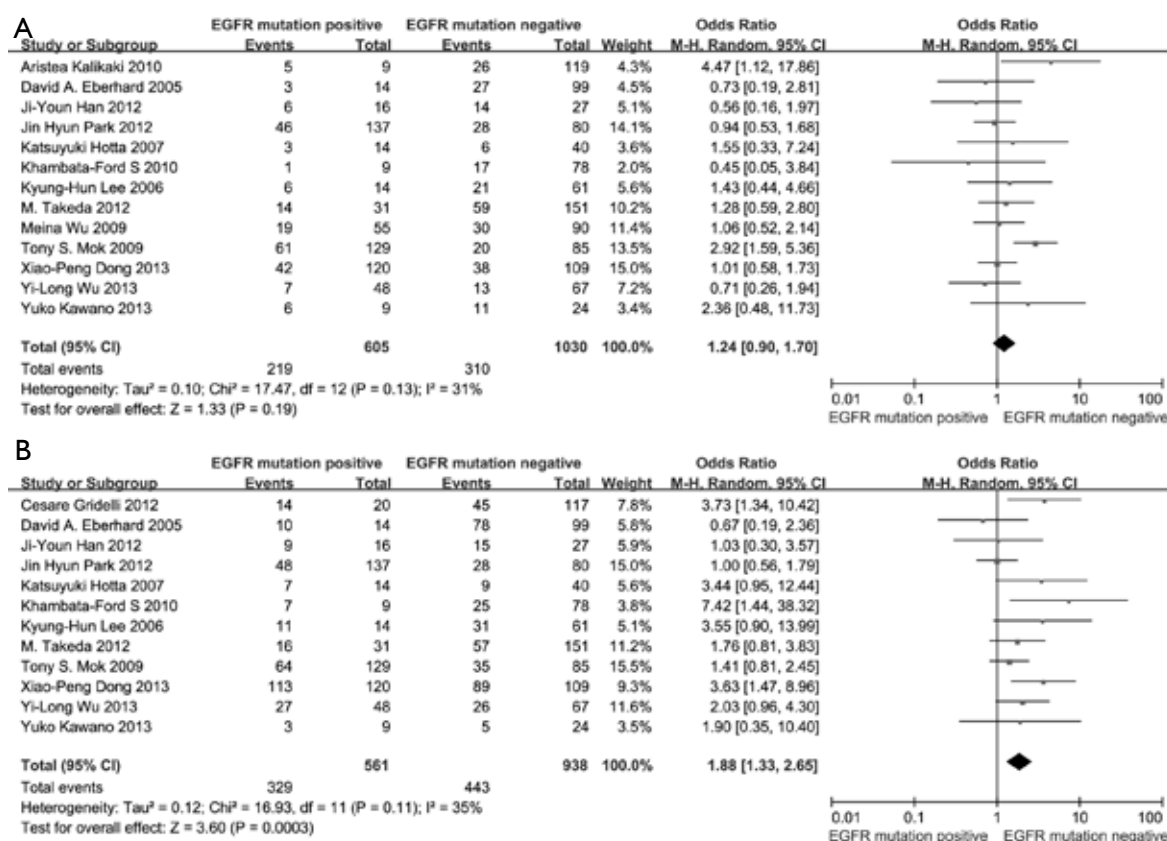 A
EGFR mutation positive EGFR mutation negative Odds Ratio Odds Ratio
Study or Subgroup Events Total Events Total Weight M-H. Random. 95% CI M-H. Random. 95% CI
Aristea Kalikaki 2010 5 9 26 119 4.3% 4.47 [1.12, 17.86]
David A. Eberhard 2005 3 14 27 99 4.5% 0.73 [0.19, 2.81]
Ji-Youn Han 2012 6 16 14 27 5.1% 0.56 [0.16, 1.97]
Jin Hyun Park 2012 46 137 28 80 14.1% 0.94 [0.53, 1.68]
Katsuyuki Hotta 2007 3 14 6 40 3.6% 1.55 [0.33, 7.24]
Khambata-Ford S 2010 1 9 17 78 2.0% 0.45 [0.05, 3.84]
Kyung-Hun Lee 2006 6 14 21 61 5.6% 1.43 [0.44, 4.66]
M. Takeda 2012 14 31 59 151 10.2% 1.28 [0.59, 2.80]
Meina Wu 2009 19 55 30 90 11.4% 1.06 [0.52, 2.14]
Tony S. Mok 2009 61 129 20 85 13.5% 2.92 [1.59, 5.36]
Xiao-Peng Dong 2013 42 120 38 109 15.0% 1.01 [0.58, 1.73]
Yi-Long Wu 2013 7 48 13 67 7.2% 0.71 [0.26, 1.94]
Yuko Kawano 2013 6 9 11 24 3.4% 2.36 [0.48, 11.73]
Total (95% CI) 605 1030 100.0% 1.24 [0.90, 1.70]
Total events 219 310
Heterogeneity: Tau² = 0.10; Chi² = 17.47, df = 12 (P = 0.13); I² = 31%
Test for overall effect: Z = 1.33 (P = 0.19)
0.01 0.1 1 10 100
EGFR mutation positive EGFR mutation negative
B
EGFR mutation positive EGFR mutation negative Odds Ratio Odds Ratio
Study or Subgroup Events Total Events Total Weight M-H. Random. 95% CI M-H. Random. 95% CI
Cesare Gridelli 2012 14 20 45 117 7.8% 3.73 [1.34, 10.42]
David A. Eberhard 2005 10 14 78 99 5.8% 0.67 [0.19, 2.36]
Ji-Youn Han 2012 9 16 15 27 5.9% 1.03 [0.30, 3.57]
Jin Hyun Park 2012 48 137 28 80 15.0% 1.00 [0.56, 1.79]
Katsuyuki Hotta 2007 7 14 9 40 5.6% 3.44 [0.95, 12.44]
Khambata-Ford S 2010 7 9 25 78 3.8% 7.42 [1.44, 38.32]
Kyung-Hun Lee 2006 11 14 31 61 5.1% 3.55 [0.90, 13.99]
M. Takeda 2012 16 31 57 151 11.2% 1.76 [0.81, 3.83]
Tony S. Mok 2009 64 129 35 85 15.5% 1.41 [0.81, 2.45]
Xiao-Peng Dong 2013 113 120 89 109 9.3% 3.63 [1.47, 8.96]
Yi-Long Wu 2013 27 48 26 67 11.6% 2.03 [0.96, 4.30]
Yuko Kawano 2013 3 9 5 24 3.5% 1.90 [0.35, 10.40]
Total (95% CI) 561 938 100.0% 1.88 [1.33, 2.65]
Total events 329 443
Heterogeneity: Tau² = 0.12; Chi² = 16.93, df = 11 (P = 0.11); I² = 35%
Test for overall effect: Z = 3.60 (P = 0.0003)
0.01 0.1 1 10 100
EGFR mutation positive EGFR mutation negative